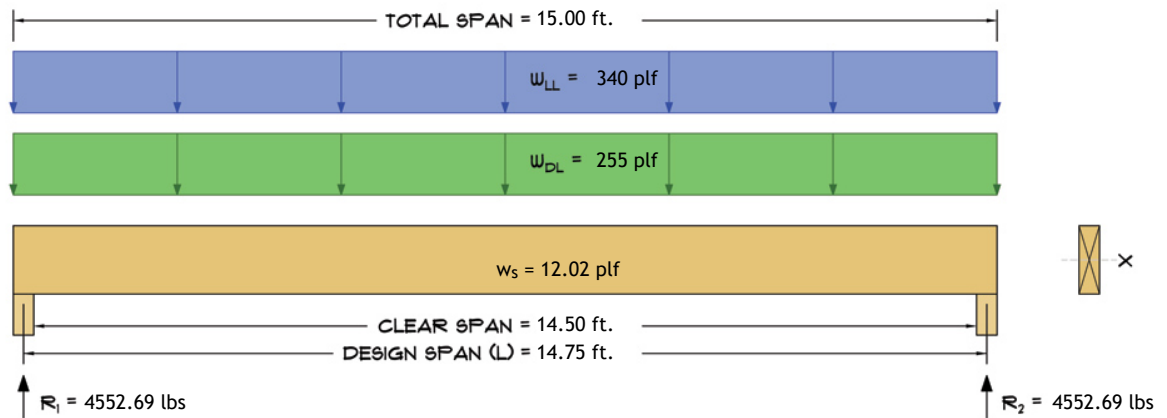 TOTAL SPAN = 15.00 ft.
WLL = 340 plf
WDL = 255 plf
ws = 12.02 plf
X
CLEAR SPAN = 14.50 ft.
DESIGN SPAN (L) = 14.75 ft.
R1 = 4552.69 lbs
R2 = 4552.69 lbs